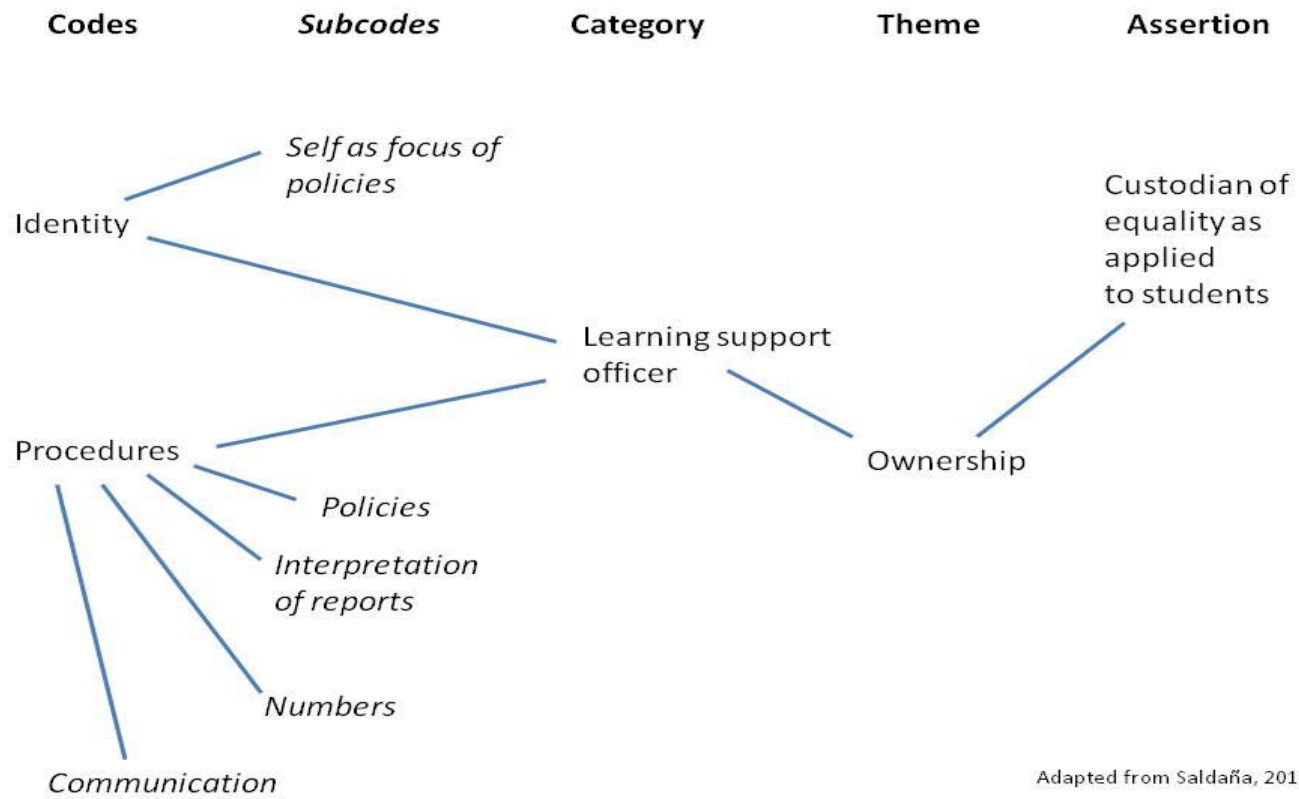 Codes Subcodes Category Theme Assertion
Self as focus of
policies
Identity
Custodian of
equality as
applied
to students
Learning support
officer
Procedures
Ownership
Policies
Interpretation
of reports
Numbers
Communication
Adapted from Saldaña, 201